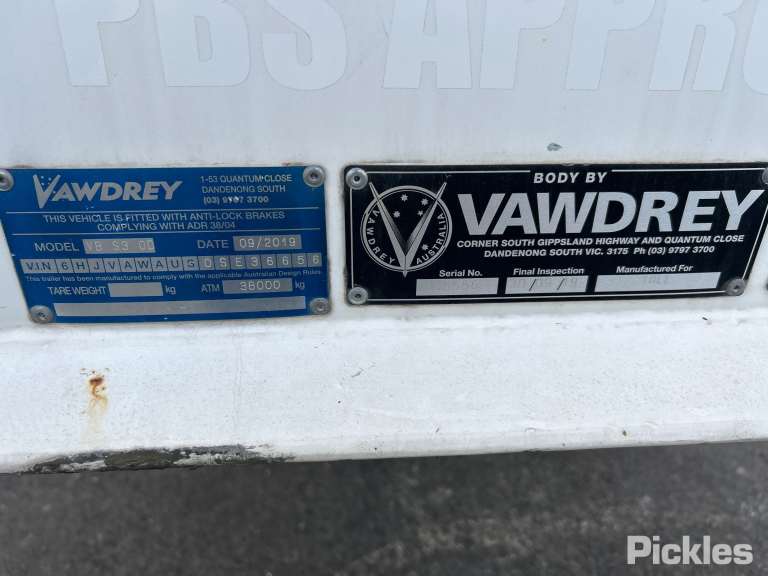 PBS APPRO
VAWDREY
1-53 QUANTUM CLOSE
DANDENONG SOUTH
(03) 9797 3700
THIS VEHICLE IS FITTED WITH ANTI-LOCK BRAKES
COMPLYING WITH ADR 38/04
MODEL VB S3 OD DATE 09/2019
V.I.N 6HJVAWAUG0SE36656
This trailer has been manufactured to comply with the applicable Australian Design Rules
TARE WEIGHT kg ATM 38000 kg
BODY BY
VAWDREY
CORNER SOUTH GIPPSLAND HIGHWAY AND QUANTUM CLOSE
DANDENONG SOUTH VIC. 3175 Ph (03) 9797 3700
VAWDREY AUSTRALIA
Serial No. Final Inspection Manufactured For
Pickles